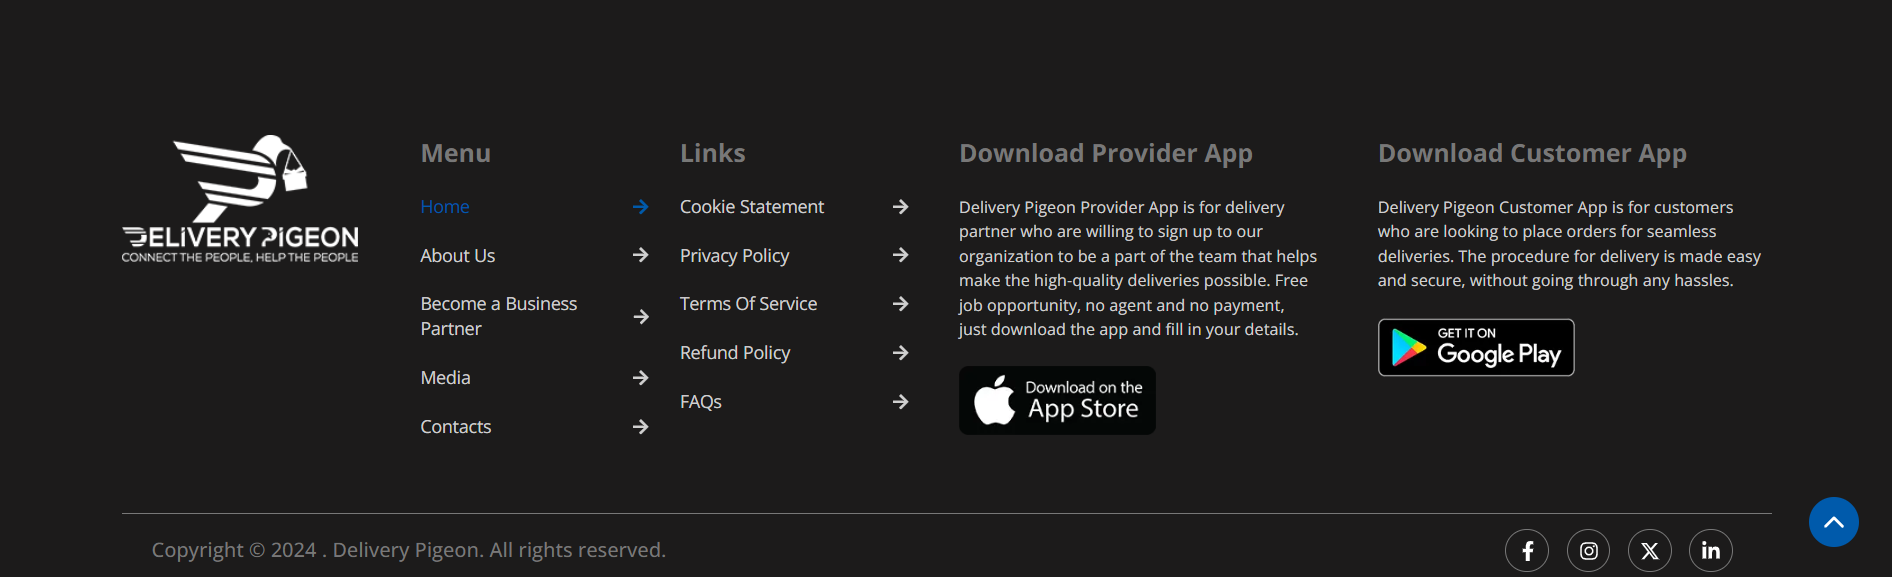 DELIVERY PIGEON
CONNECT THE PEOPLE, HELP THE PEOPLE
Menu
Home
About Us
Become a Business
Partner
Media
Contacts
Links
Cookie Statement
Privacy Policy
Terms Of Service
Refund Policy
FAQs
Download Provider App
Delivery Pigeon Provider App is for delivery
partner who are willing to sign up to our
organization to be a part of the team that helps
make the high-quality deliveries possible. Free
job opportunity, no agent and no payment,
just download the app and fill in your details.
Download on the
App Store
Download Customer App
Delivery Pigeon Customer App is for customers
who are looking to place orders for seamless
deliveries. The procedure for delivery is made easy
and secure, without going through any hassles.
GET IT ON
Google Play
Copyright © 2024 . Delivery Pigeon. All rights reserved.